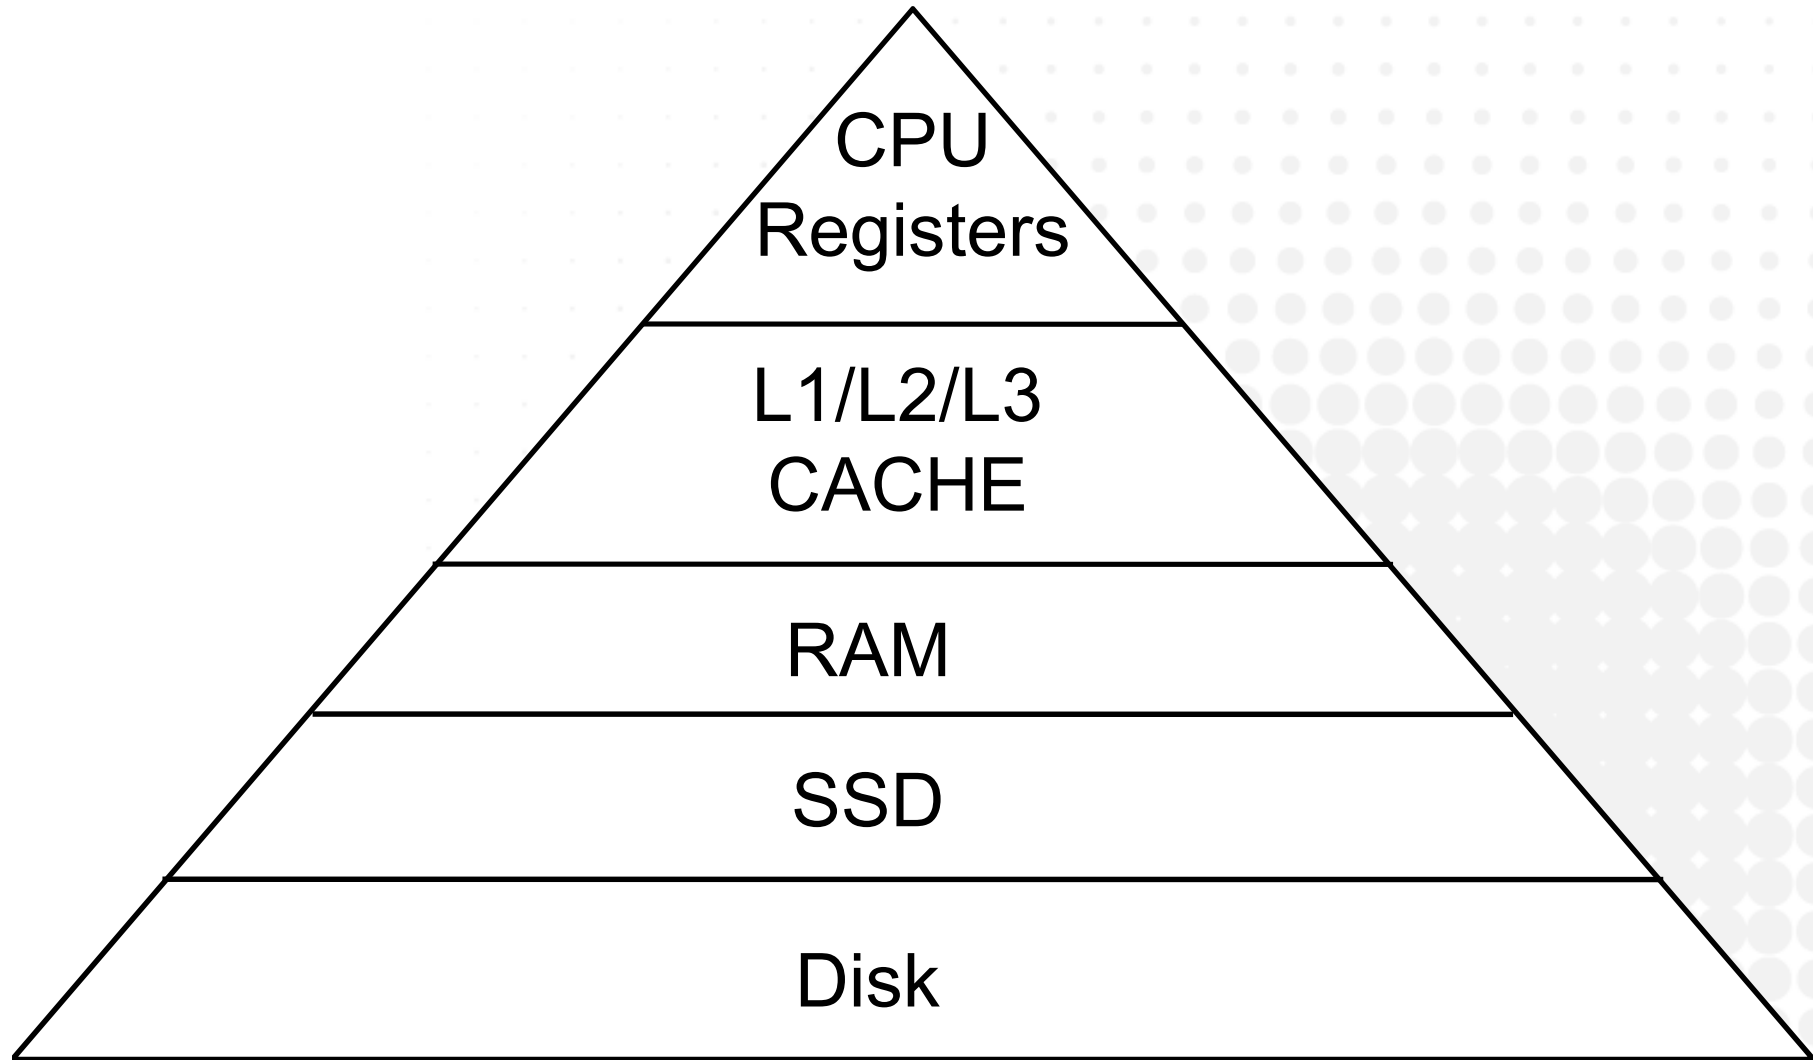 CPU
Registers
L1/L2/L3
CACHE
RAM
SSD
Disk